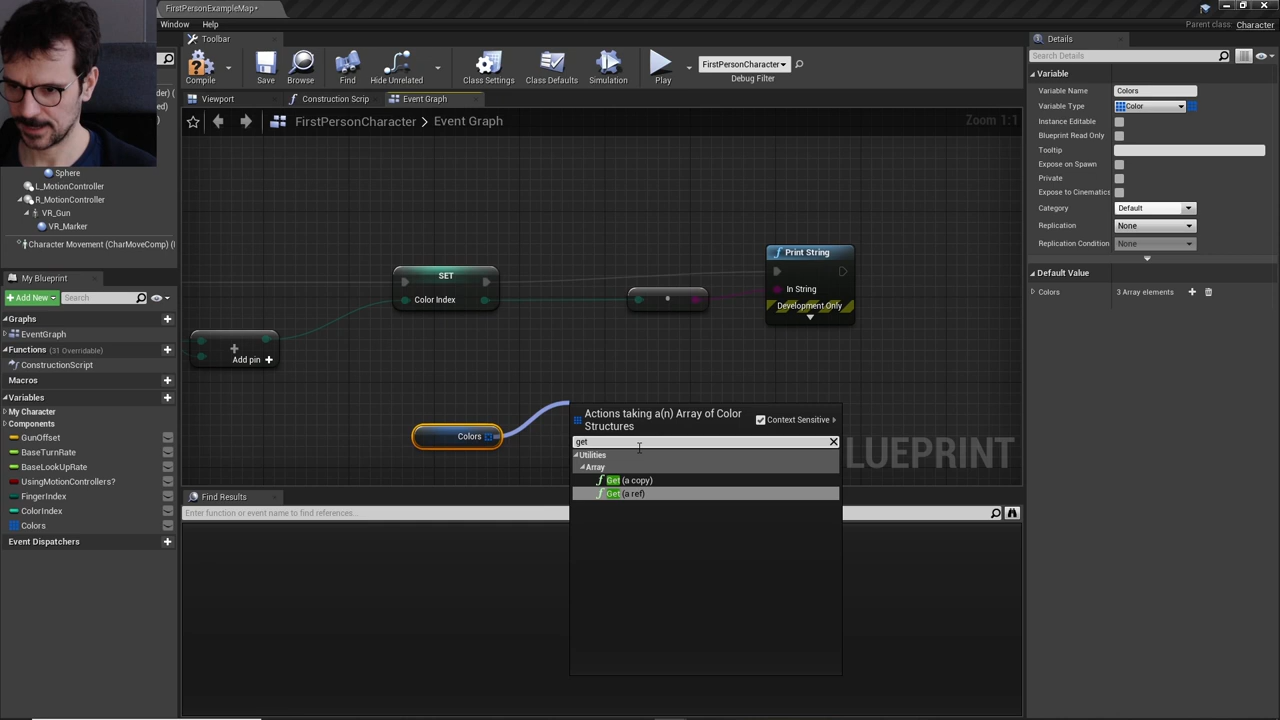 FirstPersonExampleMap*
Window Help
Parent class: Character
Toolbar
Compile
Save
Browse
Find
Hide Unrelated
Class Settings
Class Defaults
Simulation
Play
FirstPersonCharacter
Debug Filter
Viewport
Construction Scrip
Event Graph
FirstPersonCharacter > Event Graph
Zoom 1:1
Sphere
L_MotionController
R_MotionController
VR_Gun
VR_Marker
Character Movement (CharMoveComp) (I
My Blueprint
+Add New
Search
Graphs
EventGraph
Functions (31 Overridable)
ConstructionScript
Macros
Variables
My Character
Components
GunOffset
BaseTurnRate
BaseLookUpRate
UsingMotionControllers?
FingerIndex
ColorIndex
Colors
Event Dispatchers
SET
Color Index
Add pin +
Print String
In String
Development Only
Colors
Actions taking a(n) Array of Color
Structures
Context Sensitive
get
Utilities
Array
Get (a copy)
Get (a ref)
BLUEPRINT
Find Results
Enter function or event name to find references...
Details
Search Details
Variable
Variable Name Colors
Variable Type Color
Instance Editable
Blueprint Read Only
Tooltip
Expose on Spawn
Private
Expose to Cinematics
Category Default
Replication None
Replication Condition None
Default Value
Colors 3 Array elements